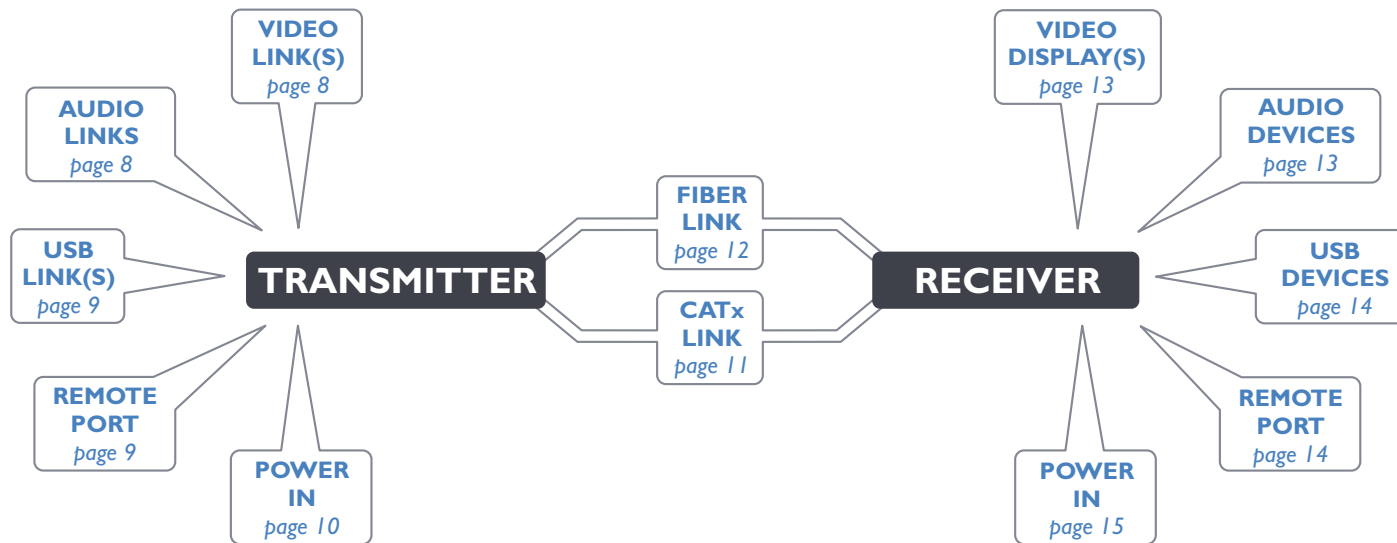 VIDEO
LINK(S)
page 8
AUDIO
LINKS
page 8
USB
LINK(S)
page 9
REMOTE
PORT
page 9
POWER
IN
page 10
TRANSMITTER
FIBER
LINK
page 12
CATx
LINK
page 11
RECEIVER
VIDEO
DISPLAY(S)
page 13
AUDIO
DEVICES
page 13
USB
DEVICES
page 14
REMOTE
PORT
page 14
POWER
IN
page 15